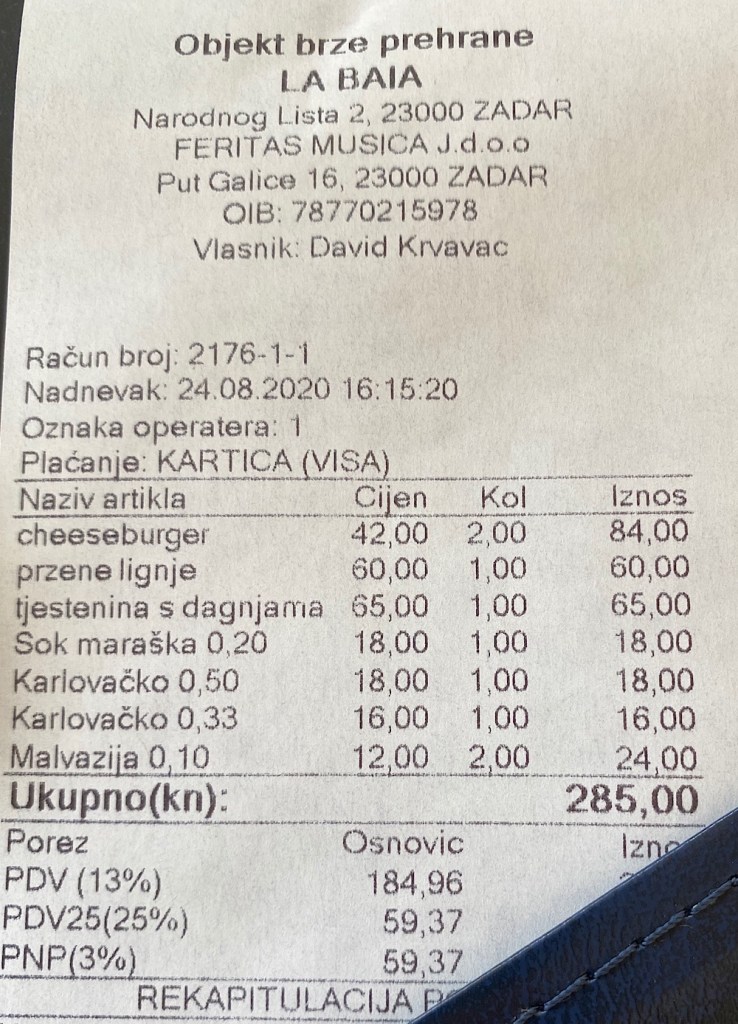 Objekt brze prehrane
LA BAIA
Narodnog Lista 2, 23000 ZADAR
FERITAS MUSICA J.d.o.o
Put Galice 16, 23000 ZADAR
OIB: 78770215978
Vlasnik: David Krvavac
Račun broj: 2176-1-1
Nadnevak: 24.08.2020 16:15:20
Oznaka operatera: 1
Plaćanje: KARTICA (VISA)
Naziv artikla Cijen Kol Iznos
cheeseburger 42,00 2,00 84,00
przene lignje 60,00 1,00 60,00
tjestenina s dagnjama 65,00 1,00 65,00
Sok maraška 0,20 18,00 1,00 18,00
Karlovačko 0,50 18,00 1,00 18,00
Karlovačko 0,33 16,00 1,00 16,00
Malvazija 0,10 12,00 2,00 24,00
Ukupno(kn): 285,00
Porez Osnovic
PDV (13%) 184,96
PDV25(25%) 59,37
PNP(3%) 59,37
REKAPITULACIJA